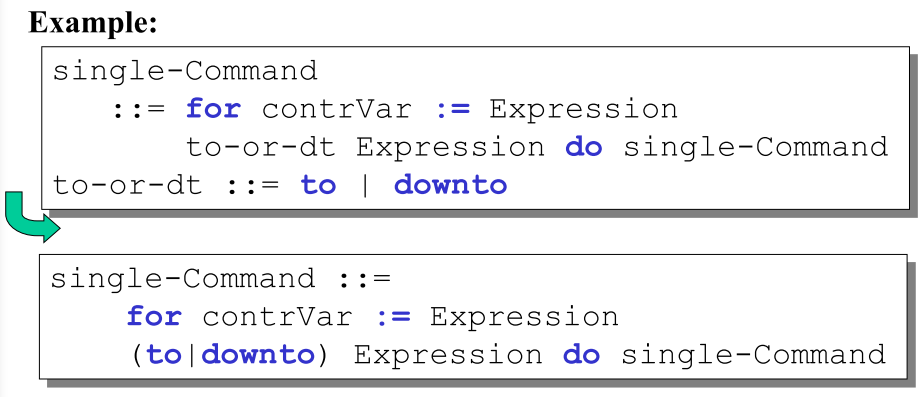 Example:
single-Command
::= for contrVar := Expression
to-or-dt Expression do single-Command
to-or-dt ::= to | downto
single-Command ::=
for contrVar := Expression
(to|downto) Expression do single-Command